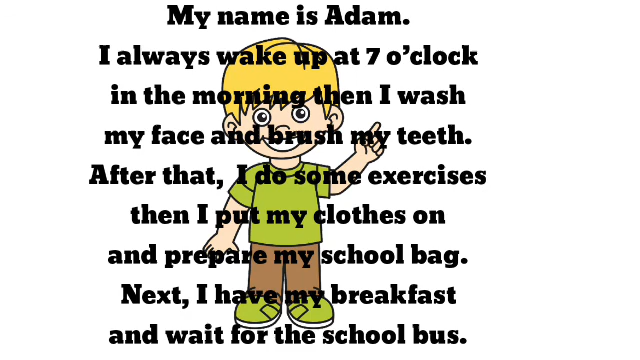 My name is Adam.
I always wake up at 7 o’clock
in the morning then I wash
my face and brush my teeth.
After that, I do some exercises
then I put my clothes on
and prepare my school bag.
Next, I have my breakfast
and wait for the school bus.